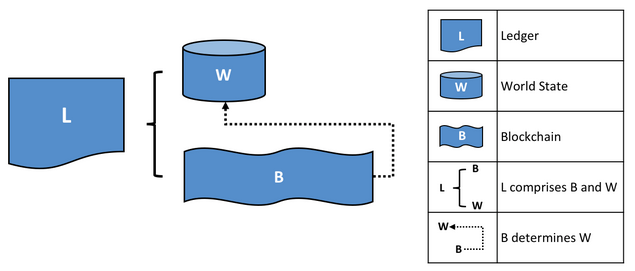 L
W
B
L
Ledger
W
World State
B
Blockchain
B
L
W
L comprises B and W
W
B
B determines W